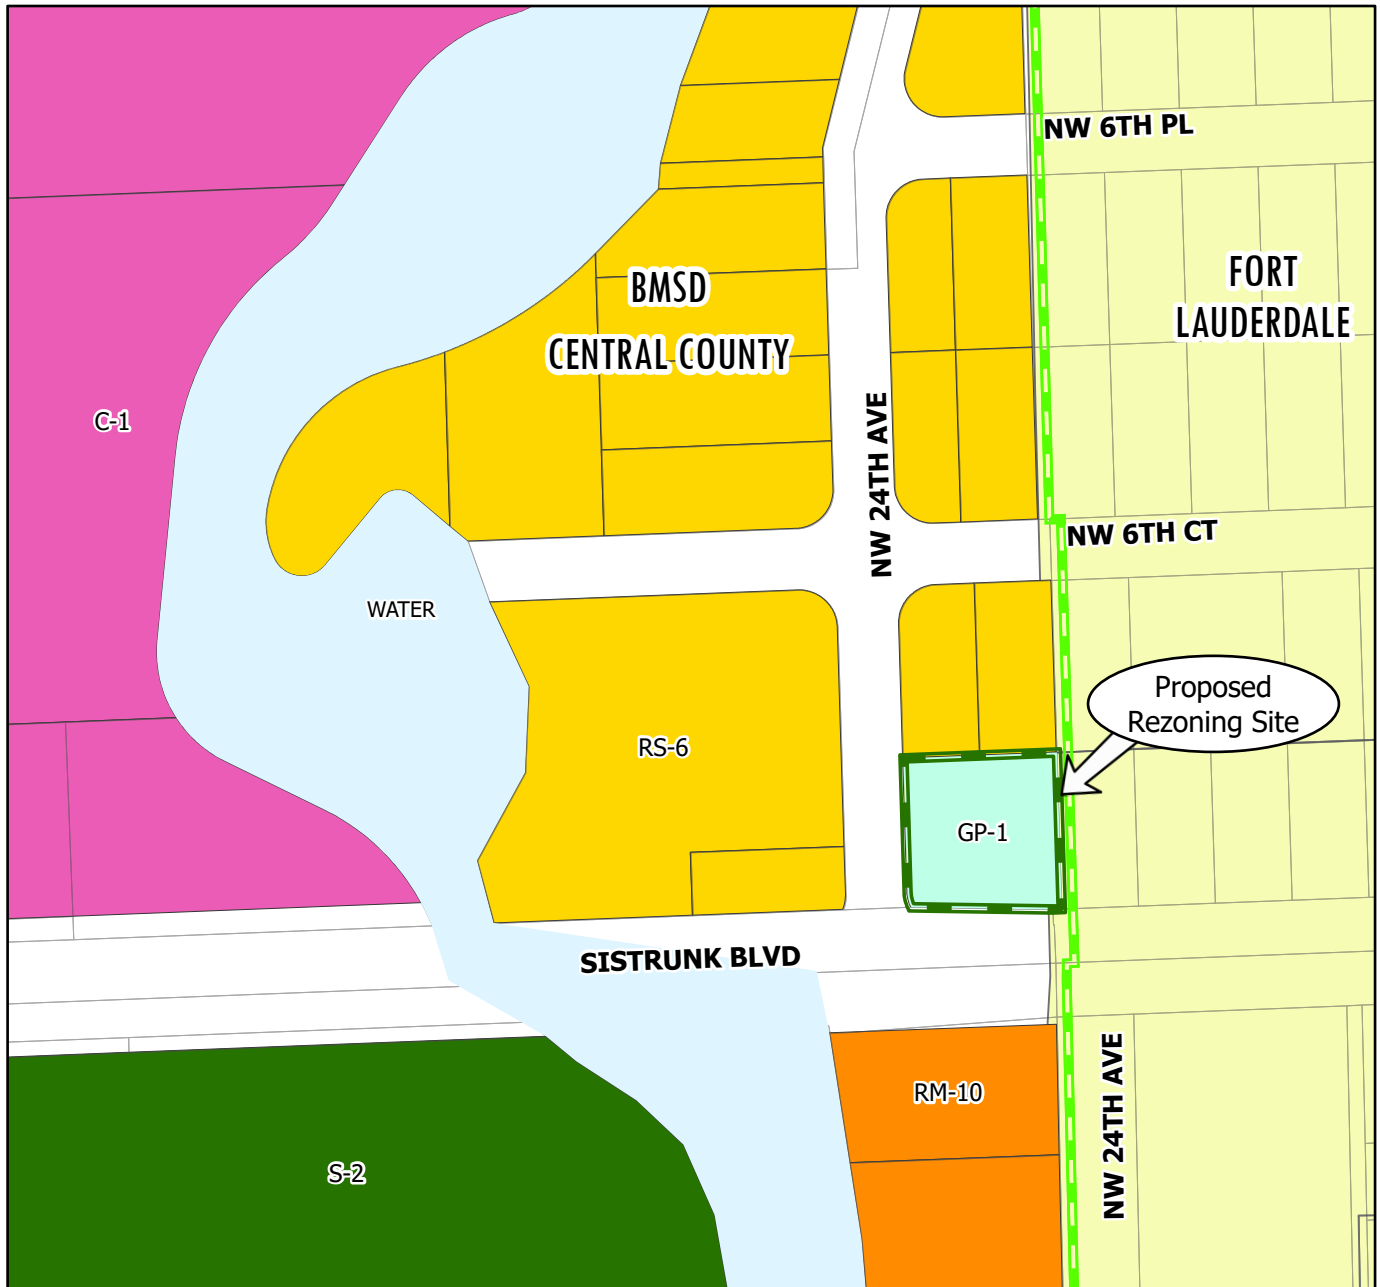 NW 6TH PL
FORT
LAUDERDALE
BMSD
CENTRAL COUNTY
C-1
NW 24TH AVE
NW 6TH CT
WATER
Proposed
Rezoning Site
RS-6
GP-1
SISTRUNK BLVD
RM-10
NW 24TH AVE
S-2